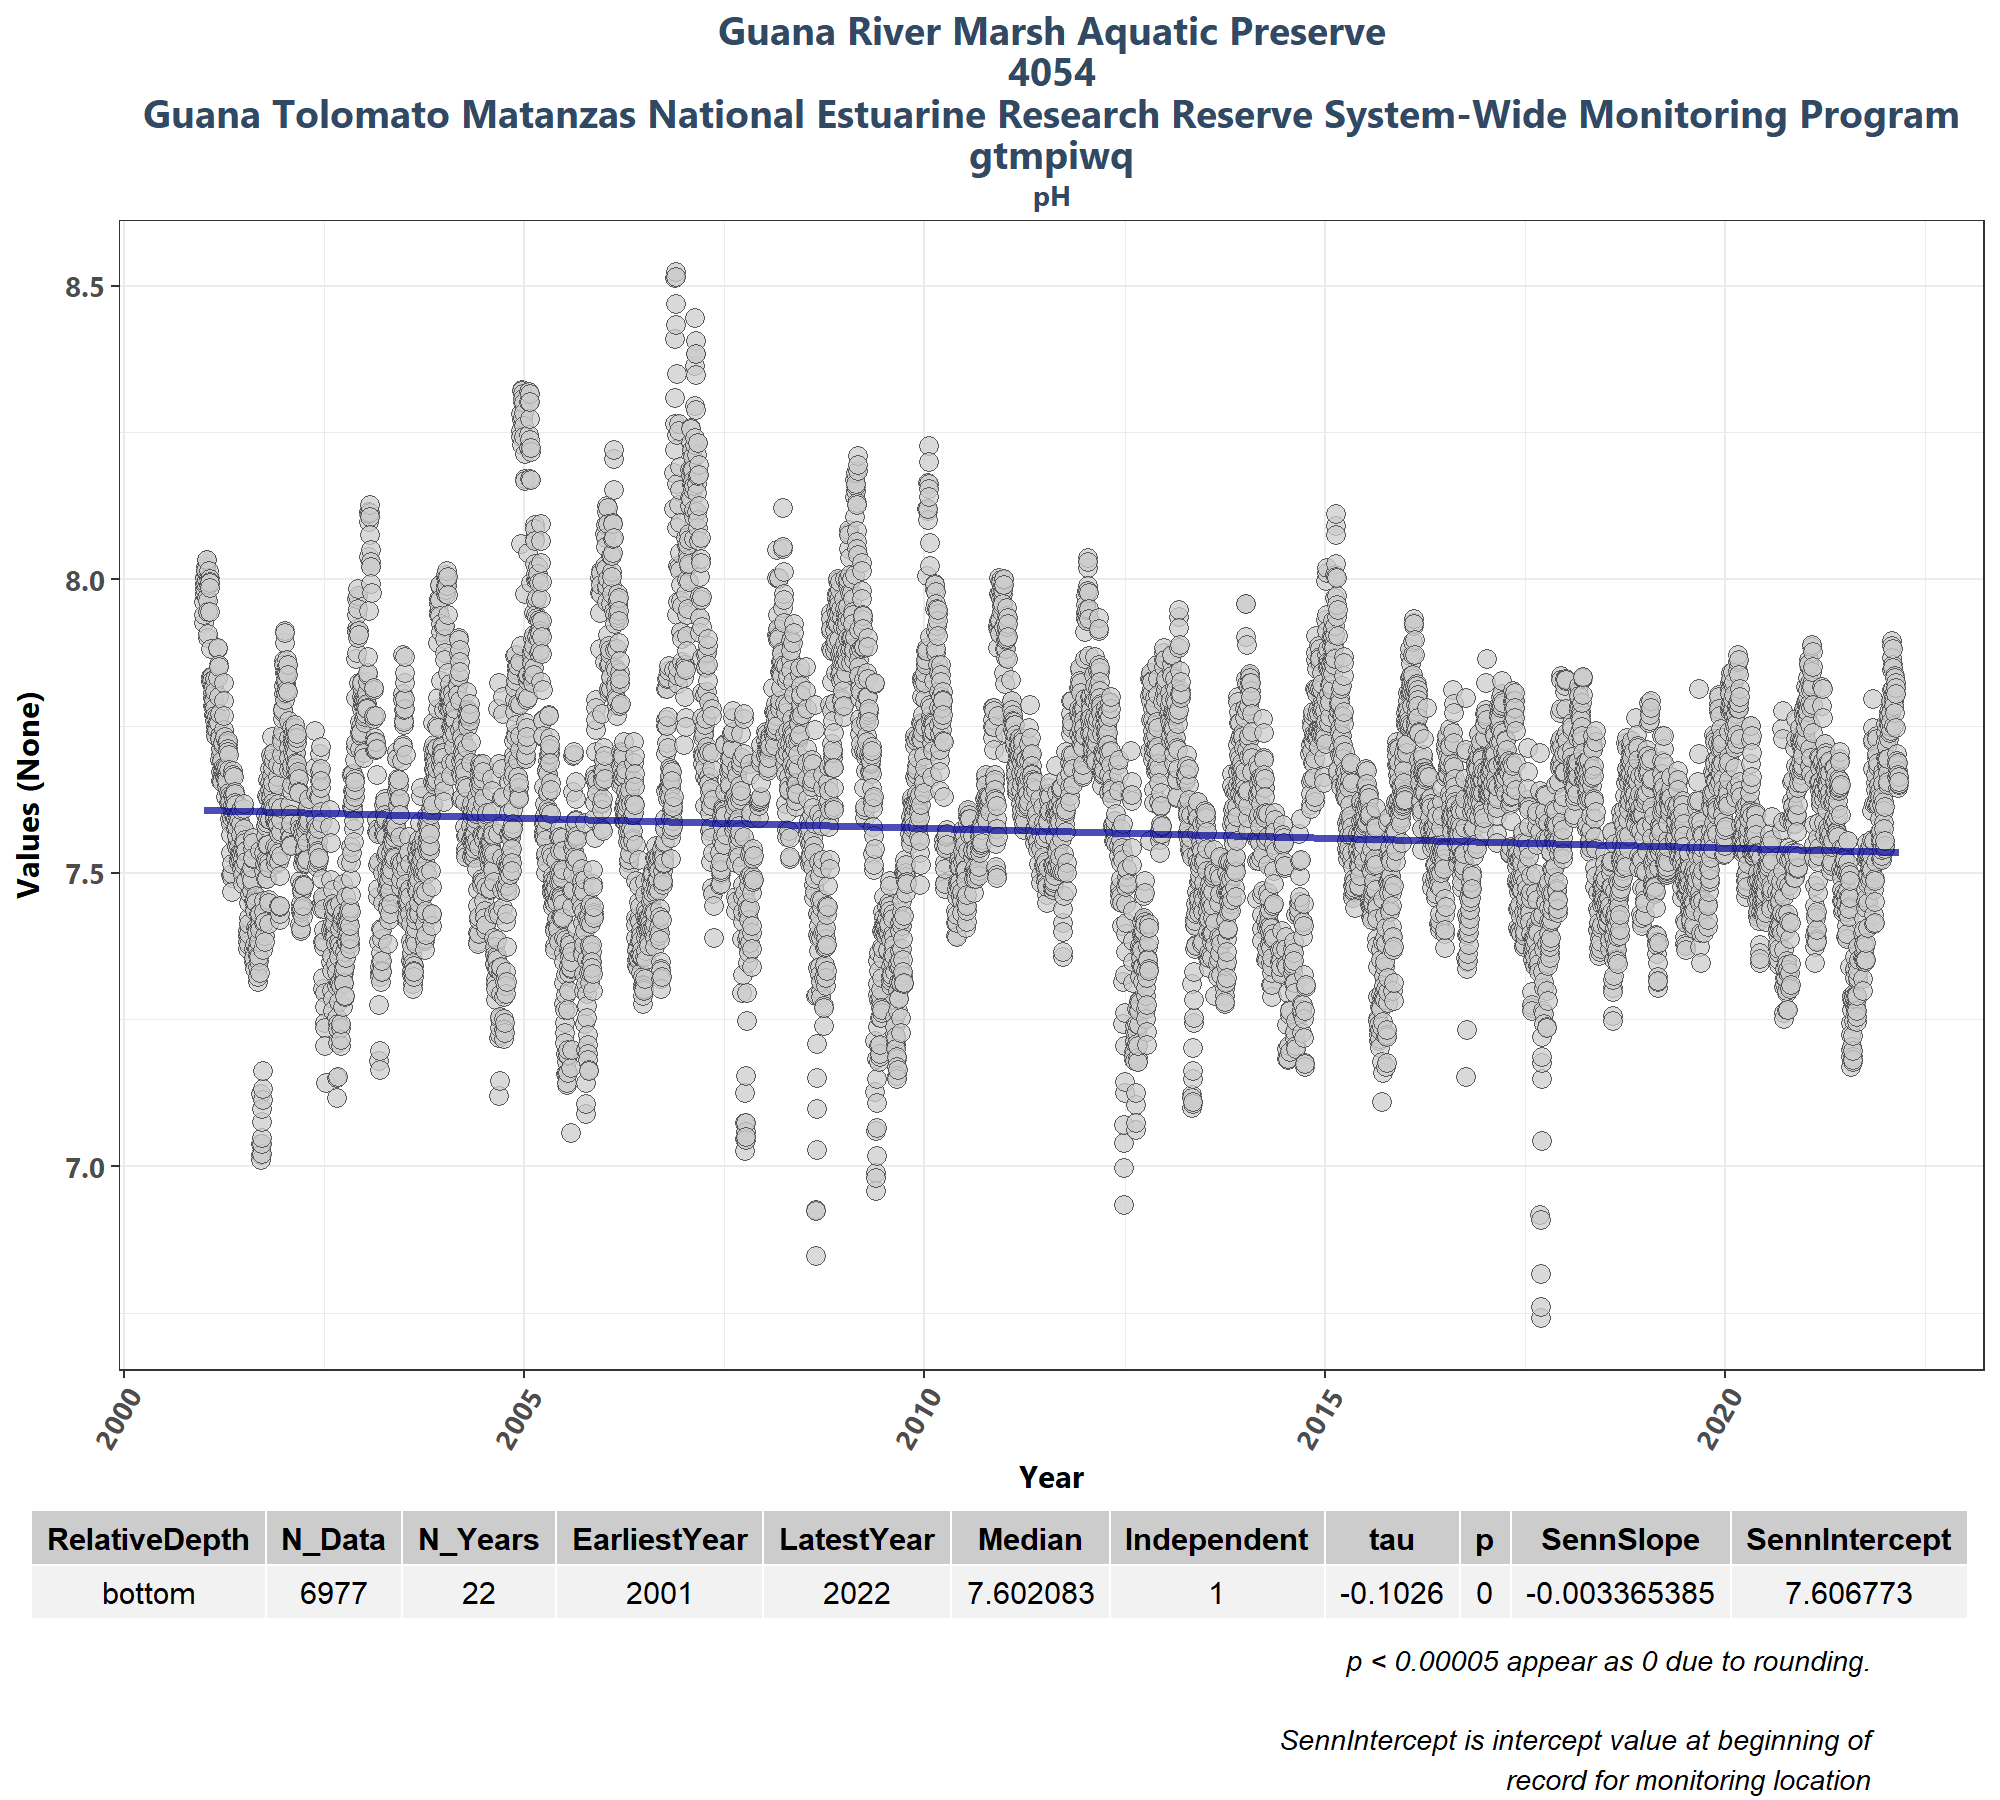 Guana River Marsh Aquatic Preserve
4054
Guana Tolomato Matanzas National Estuarine Research Reserve System-Wide Monitoring Program
gtmpiwq
pH
Values (None)
8.5
8.0
7.5
7.0
2000 2005 2010 2015 2020
Year
RelativeDepth N_Data N_Years EarliestYear LatestYear Median Independent tau p SennSlope SennIntercept
bottom 6977 22 2001 2022 7.602083 1 -0.1026 0 -0.003365385 7.606773
p < 0.00005 appear as 0 due to rounding.
SennIntercept is intercept value at beginning of
record for monitoring location